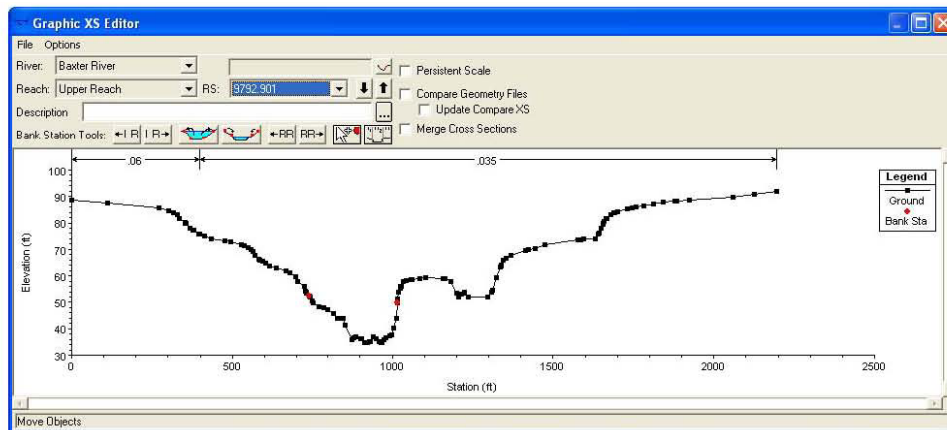 Graphic XS Editor
File Options
River: Baxter River
Persistent Scale
Reach: Upper Reach RS: 9792.901
Compare Geometry Files
Update Compare XS
Description ...
Merge Cross Sections
Bank Station Tools:
RR RR
.06 .035
Legend
Ground
Bank Sta
Elevation (ft)
100
90
80
70
60
50
40
30
0 500 1000 1500 2000 2500
Station (ft)
Move Objects